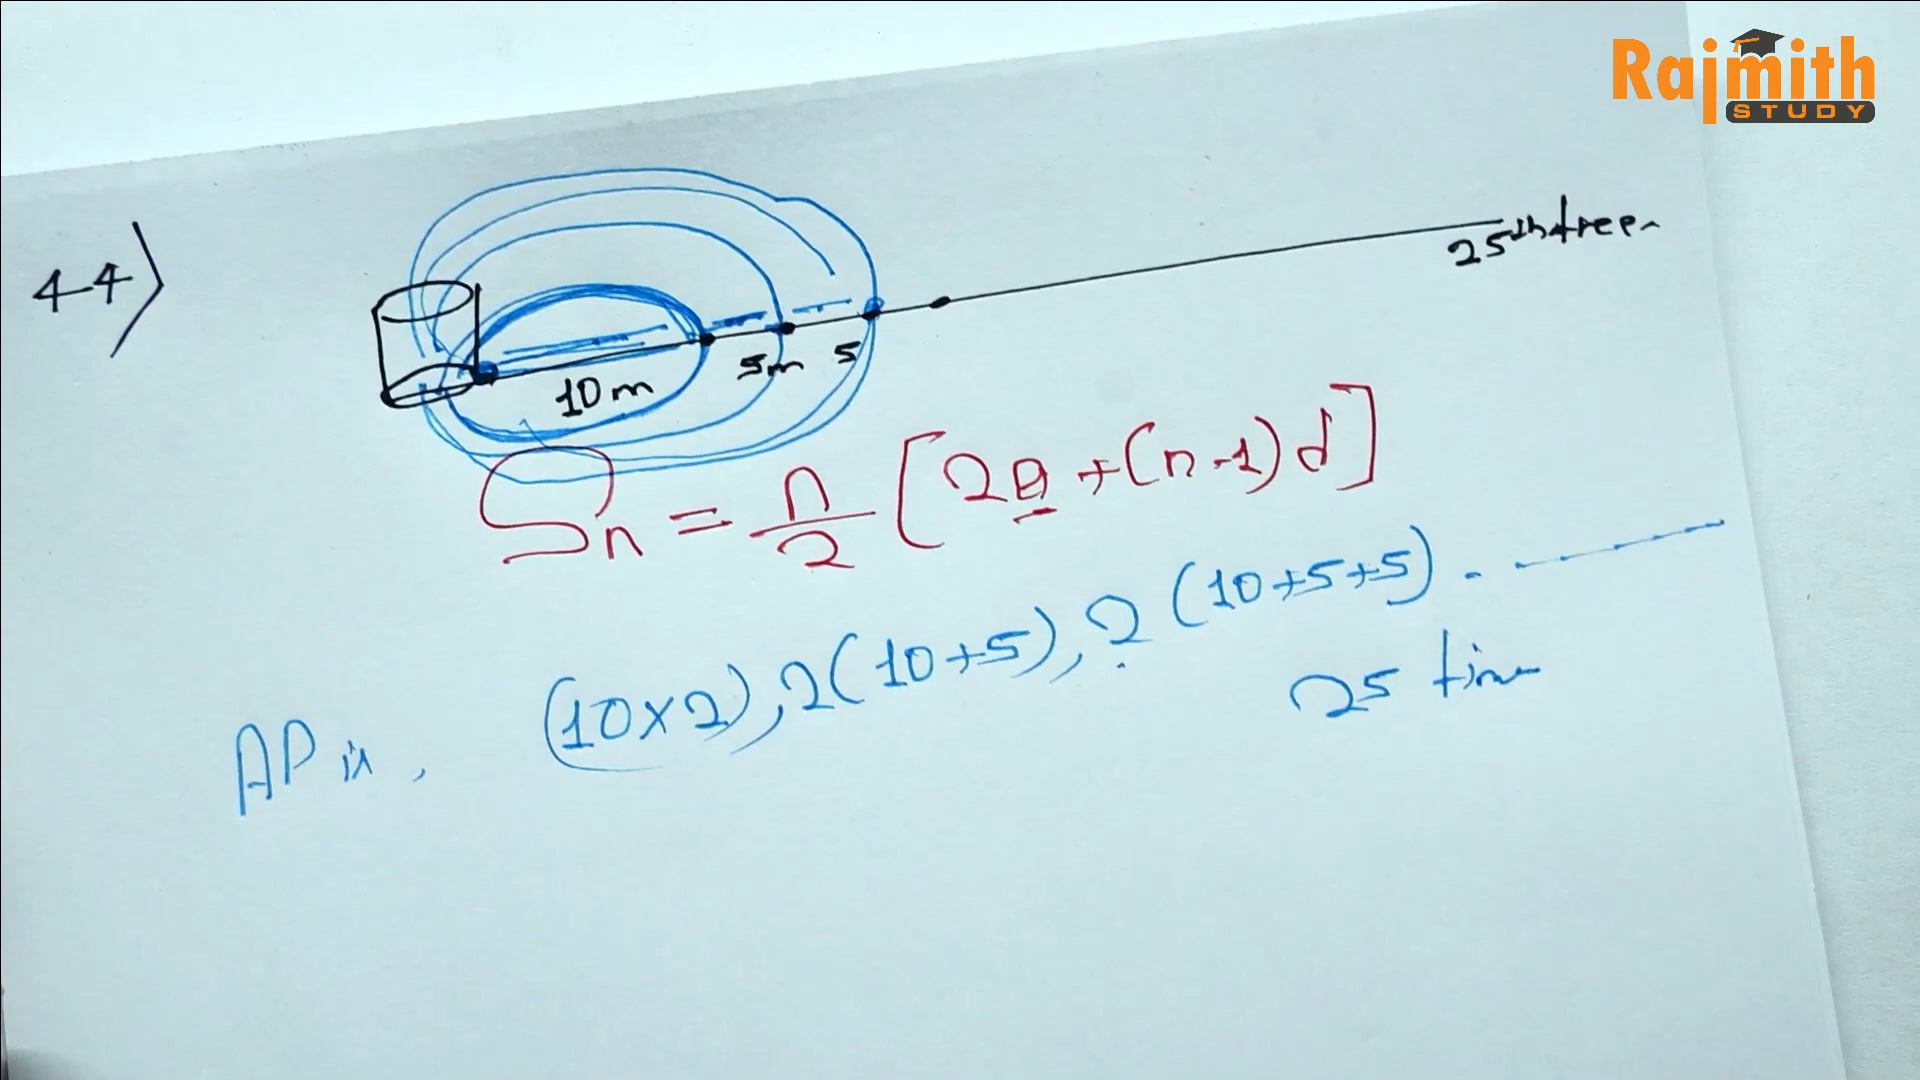 Rajmith
STUDY
44)
25th tree
10m 5m 5
Sn = n/2 [2a + (n-1)d]
AP is, (10×2), 2(10+5), 2(10+5+5). -----
25 time